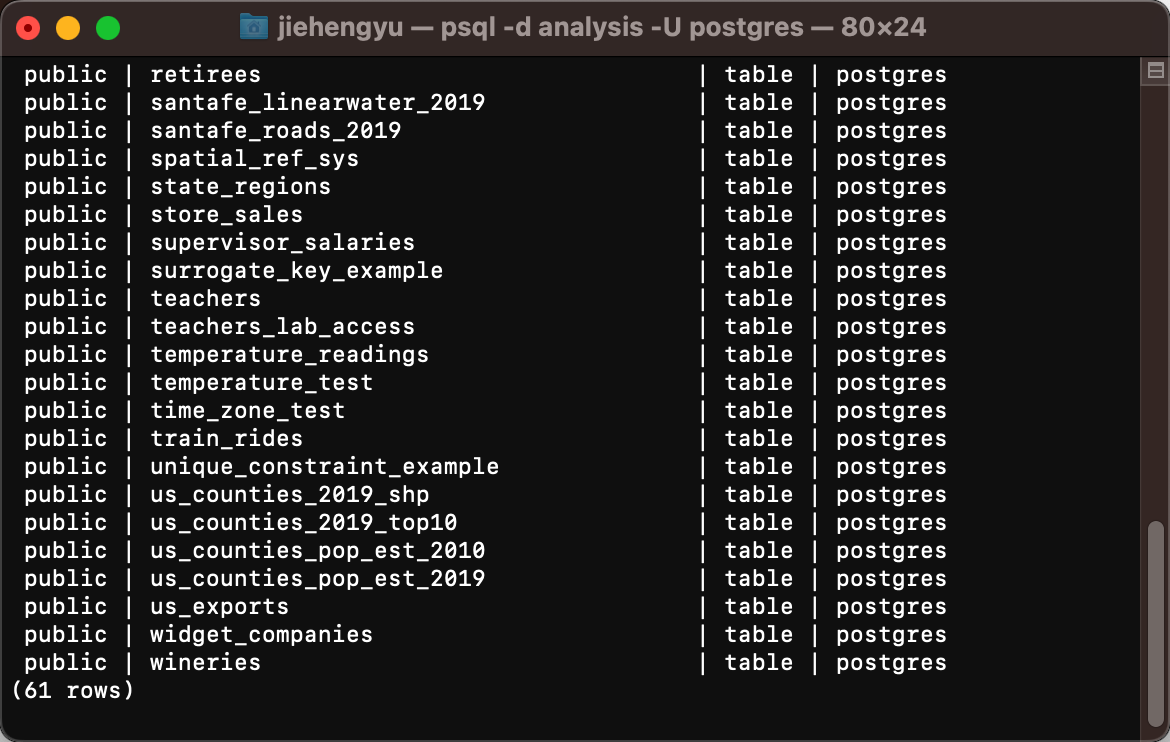 jiehengyu — psql -d analysis -U postgres — 80×24
public | retirees | table | postgres
public | santafe_linearwater_2019 | table | postgres
public | santafe_roads_2019 | table | postgres
public | spatial_ref_sys | table | postgres
public | state_regions | table | postgres
public | store_sales | table | postgres
public | supervisor_salaries | table | postgres
public | surrogate_key_example | table | postgres
public | teachers | table | postgres
public | teachers_lab_access | table | postgres
public | temperature_readings | table | postgres
public | temperature_test | table | postgres
public | time_zone_test | table | postgres
public | train_rides | table | postgres
public | unique_constraint_example | table | postgres
public | us_counties_2019_shp | table | postgres
public | us_counties_2019_top10 | table | postgres
public | us_counties_pop_est_2010 | table | postgres
public | us_counties_pop_est_2019 | table | postgres
public | us_exports | table | postgres
public | widget_companies | table | postgres
public | wineries | table | postgres
(61 rows)